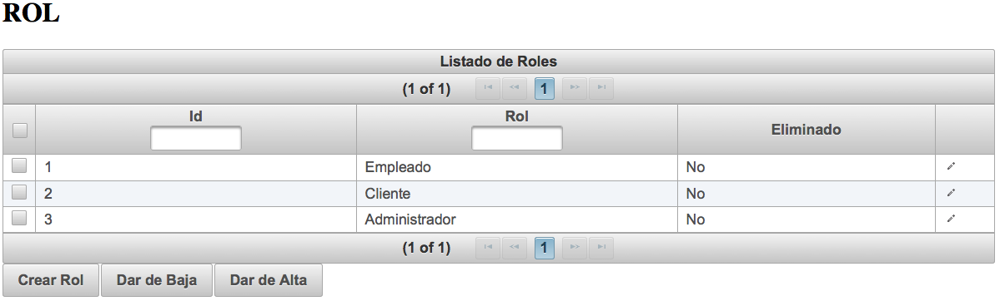 ROL
Listado de Roles
(1 of 1) 1
Id Rol Eliminado
1 Empleado No
2 Cliente No
3 Administrador No
(1 of 1) 1
Crear Rol Dar de Baja Dar de Alta